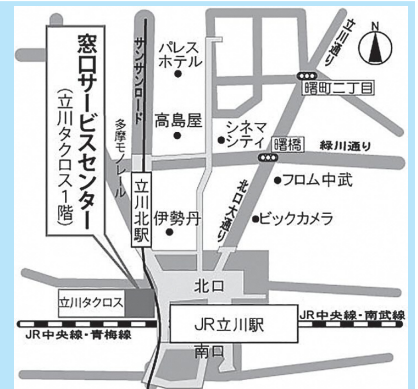 窓口サービスセンター
（立川タクロス1階）
サンサンロード
多摩モノレール
立川北駅
パレス
ホテル
高島屋
シネマ
シティ
伊勢丹
立川通り
N
曙町二丁目
曙橋
緑川通り
フロム中武
北口大通り
ビックカメラ
北口
立川タクロス
JR立川駅
JR中央線・南武線
JR中央線・青梅線
南口